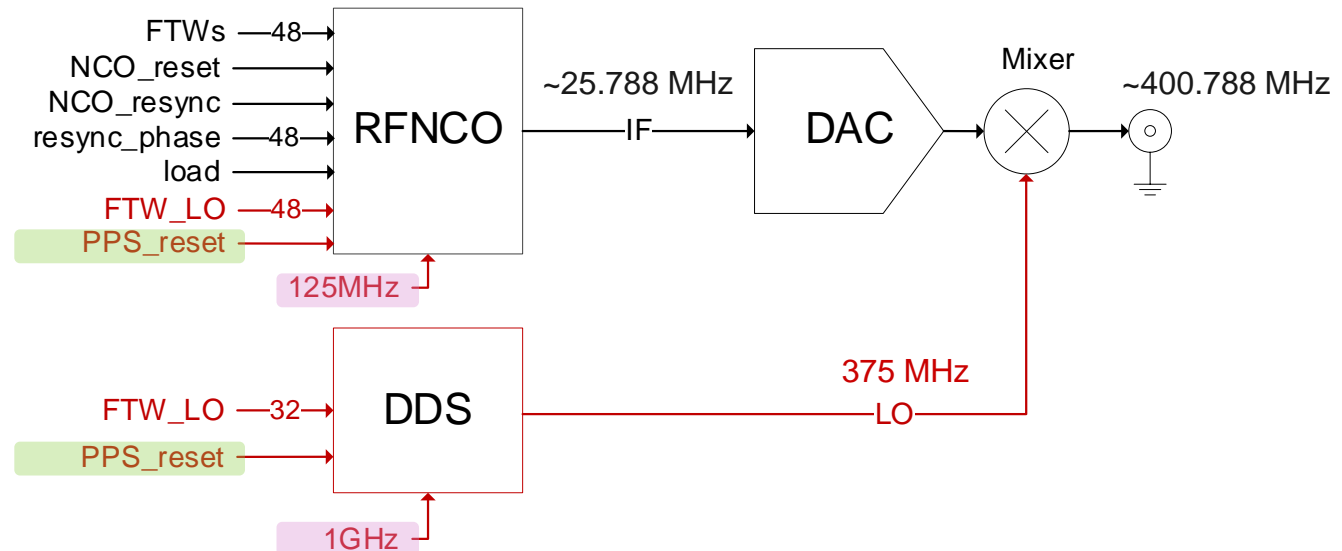 FTWs 48
NCO_reset
NCO_resync
resync_phase 48
load
FTW_LO 48
PPS_reset
RFNCO
125MHz
~25.788 MHz
IF
DAC
Mixer
~400.788 MHz
FTW_LO 32
PPS_reset
DDS
1GHz
375 MHz
LO